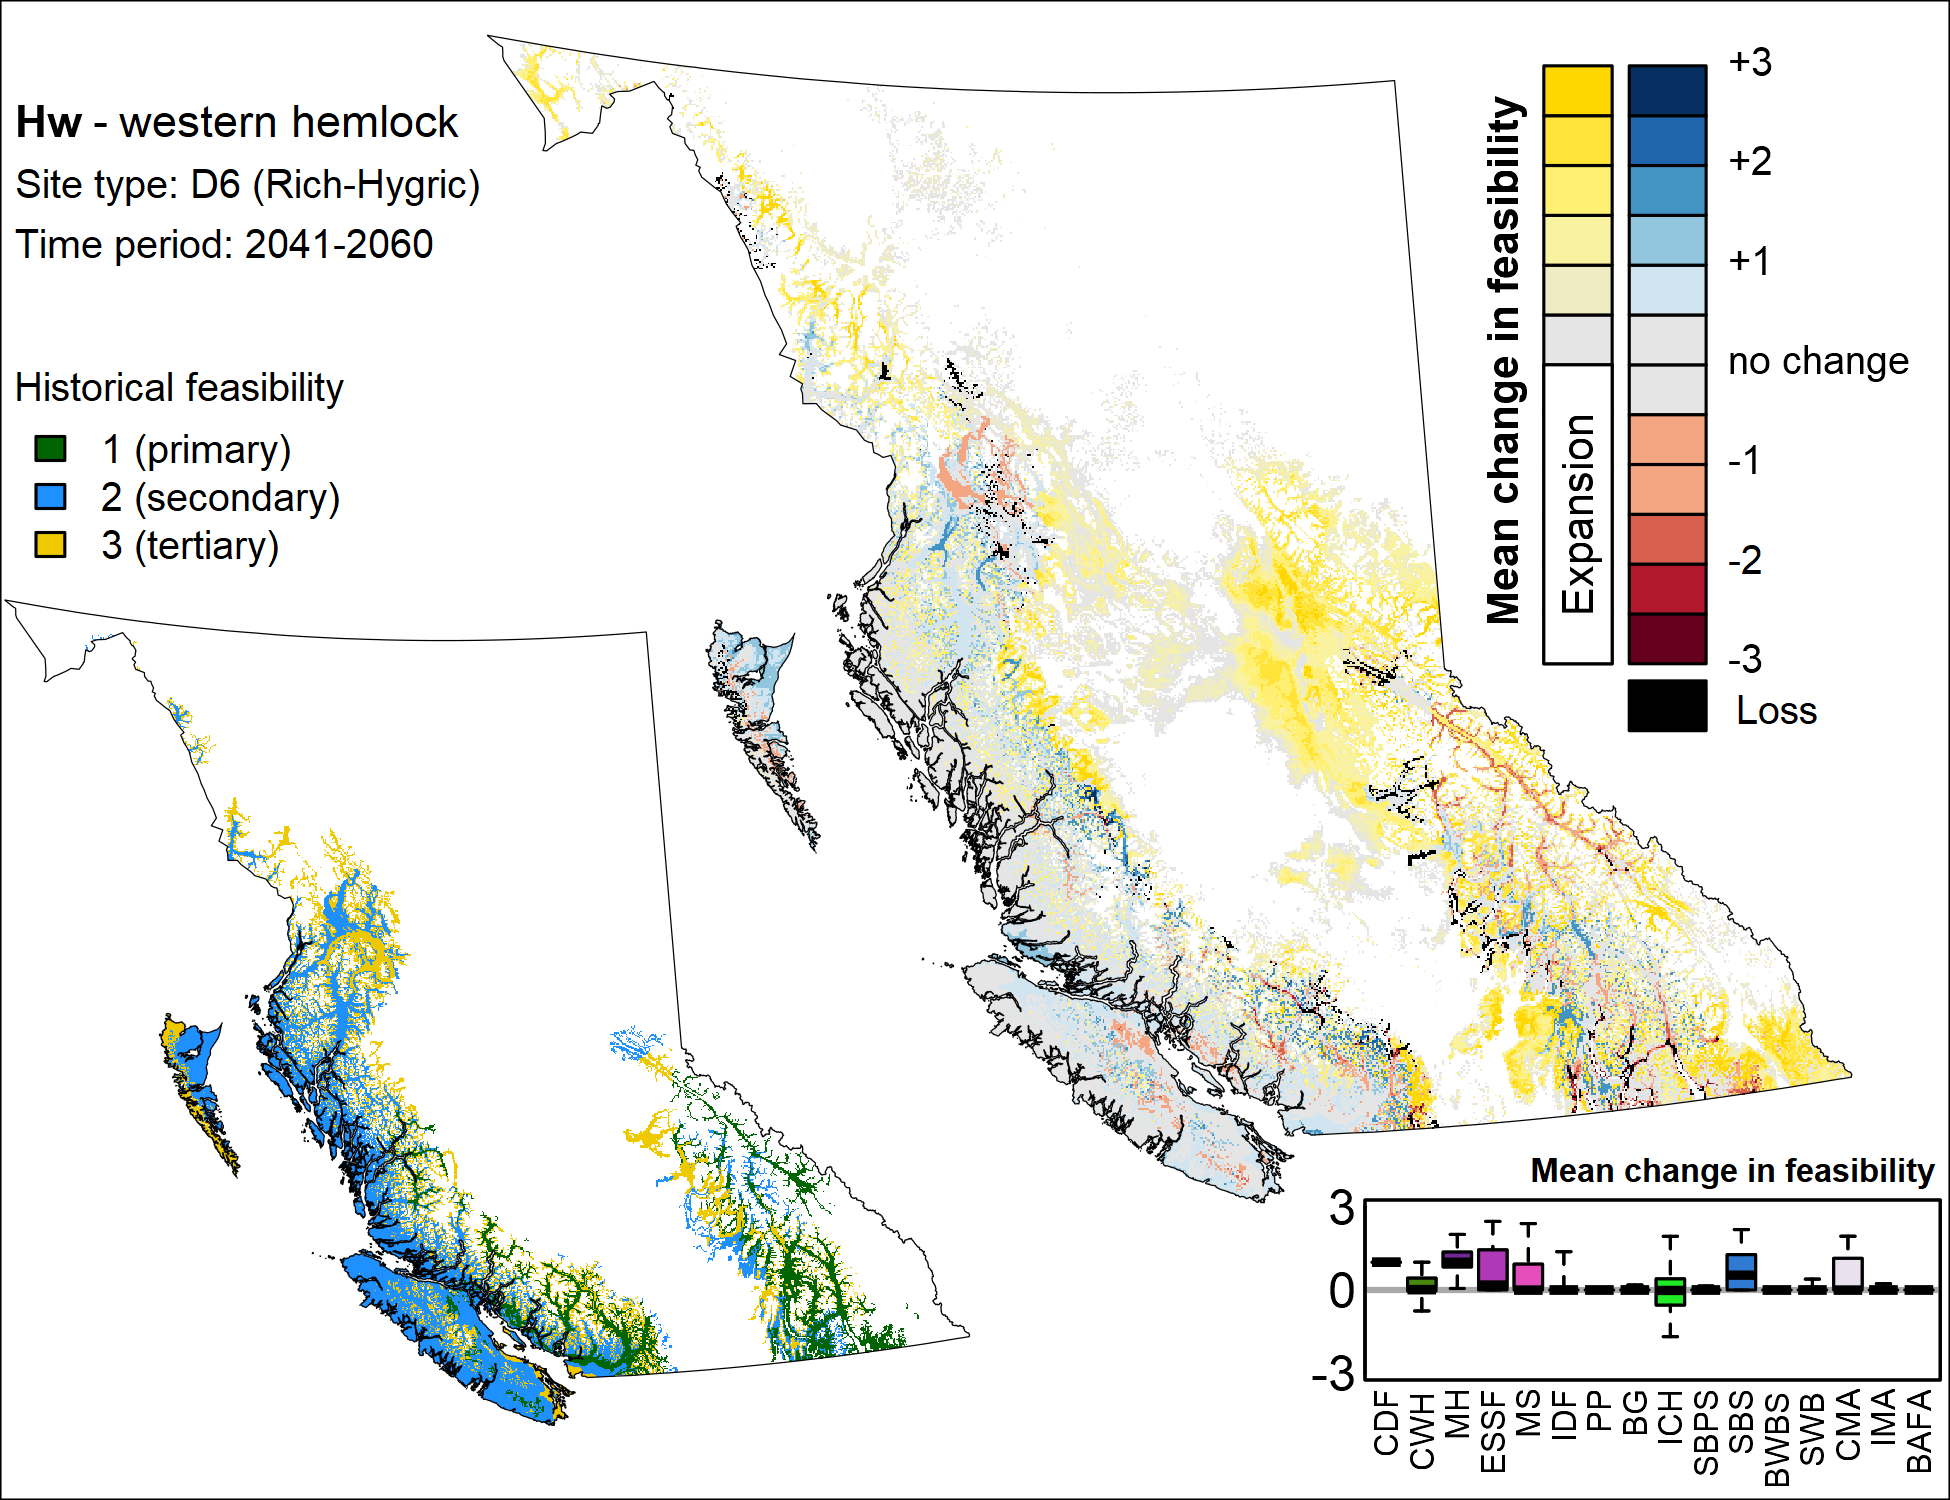 Hw - western hemlock
Site type: D6 (Rich-Hygric)
Time period: 2041-2060
Historical feasibility
1 (primary)
2 (secondary)
3 (tertiary)
Mean change in feasibility
Expansion
+3
+2
+1
no change
-1
-2
-3
Loss
Mean change in feasibility
3
0
-3
CDF
CWH
MH
ESSF
MS
IDF
PP
BG
ICH
SBPS
SBS
BWBS
SWB
CMA
IMA
BAFA